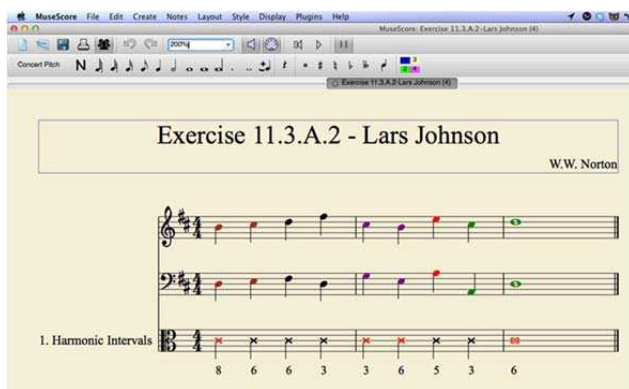 MuseScore File Edit Create Notes Layout Style Display Plugins Help
MuseScore: Exercise 11.3.A.2-Lars Johnson (4)
200%
Concert Pitch N
Exercise 11.3.A.2-Lars Johnson (4)
Exercise 11.3.A.2 - Lars Johnson
W.W. Norton
1. Harmonic Intervals
8 6 6 3 3 6 5 3 6